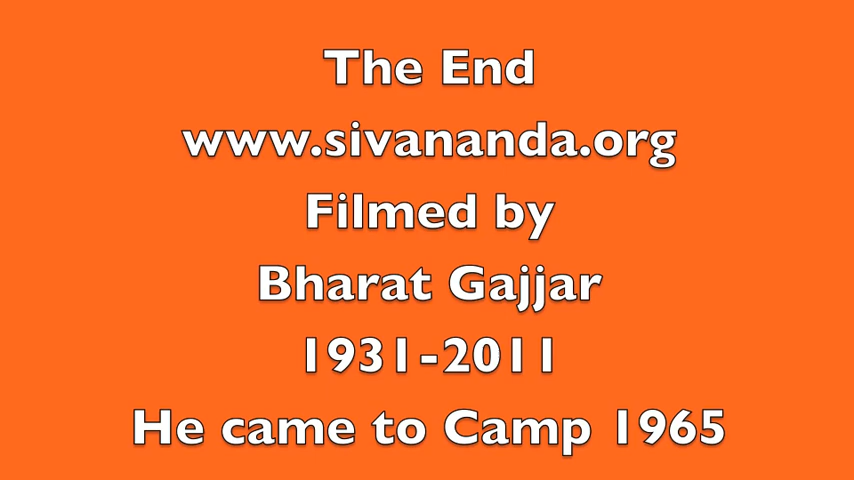 The End
www.sivananda.org
Filmed by
Bharat Gajjar
1931-2011
He came to Camp 1965